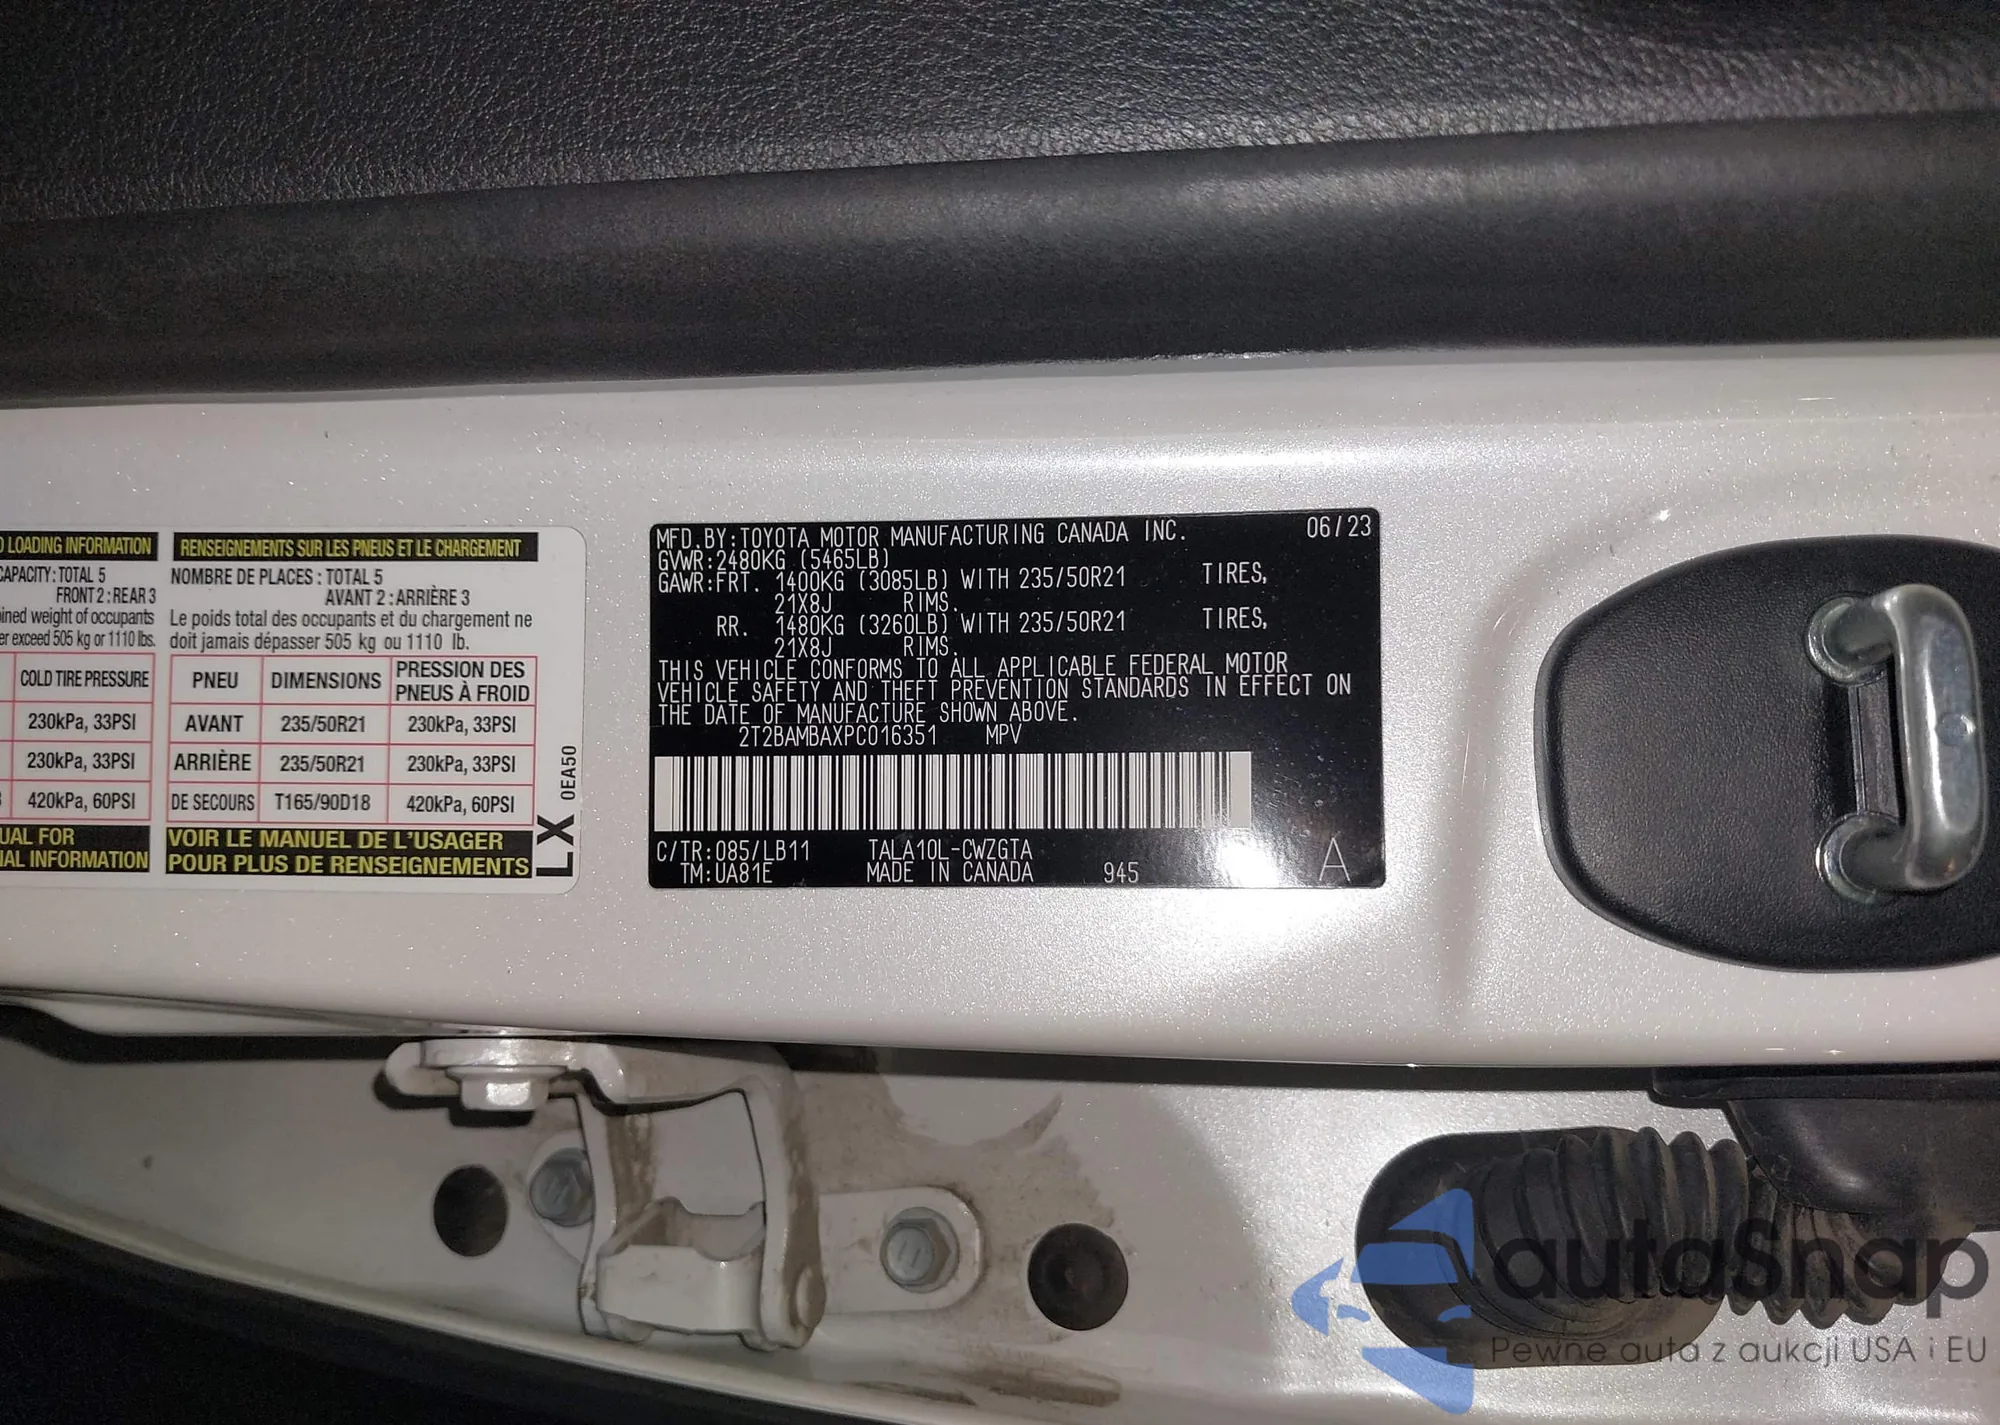 D LOADING INFORMATION
CAPACITY: TOTAL 5
FRONT 2 : REAR 3
ined weight of occupants
er exceed 505 kg or 1110 lbs.
COLD TIRE PRESSURE
230kPa, 33PSI
230kPa, 33PSI
420kPa, 60PSI
UAL FOR
AL INFORMATION
RENSEIGNEMENTS SUR LES PNEUS ET LE CHARGEMENT
NOMBRE DE PLACES : TOTAL 5
AVANT 2 : ARRIÈRE 3
Le poids total des occupants et du chargement ne
doit jamais dépasser 505 kg ou 1110 lb.
PNEU DIMENSIONS PRESSION DES PNEUS À FROID
AVANT 235/50R21 230kPa, 33PSI
ARRIÈRE 235/50R21 230kPa, 33PSI
DE SECOURS T165/90D18 420kPa, 60PSI
VOIR LE MANUEL DE L'USAGER
POUR PLUS DE RENSEIGNEMENTS
LX 0EA50
MFD.BY:TOYOTA MOTOR MANUFACTURING CANADA INC. 06/23
GVWR:2480KG (5465LB)
GAWR:FRT. 1400KG (3085LB) WITH 235/50R21 TIRES,
21X8J RIMS.
RR. 1480KG (3260LB) WITH 235/50R21 TIRES,
21X8J RIMS.
THIS VEHICLE CONFORMS TO ALL APPLICABLE FEDERAL MOTOR
VEHICLE SAFETY AND THEFT PREVENTION STANDARDS IN EFFECT ON
THE DATE OF MANUFACTURE SHOWN ABOVE.
2T2BAMBAXPC016351 MPV
C/TR:085/LB11 TALA10L-CWZGTA
TM:UA81E MADE IN CANADA 945 A
autaSnap
Pewne auta z aukcji USA i EU